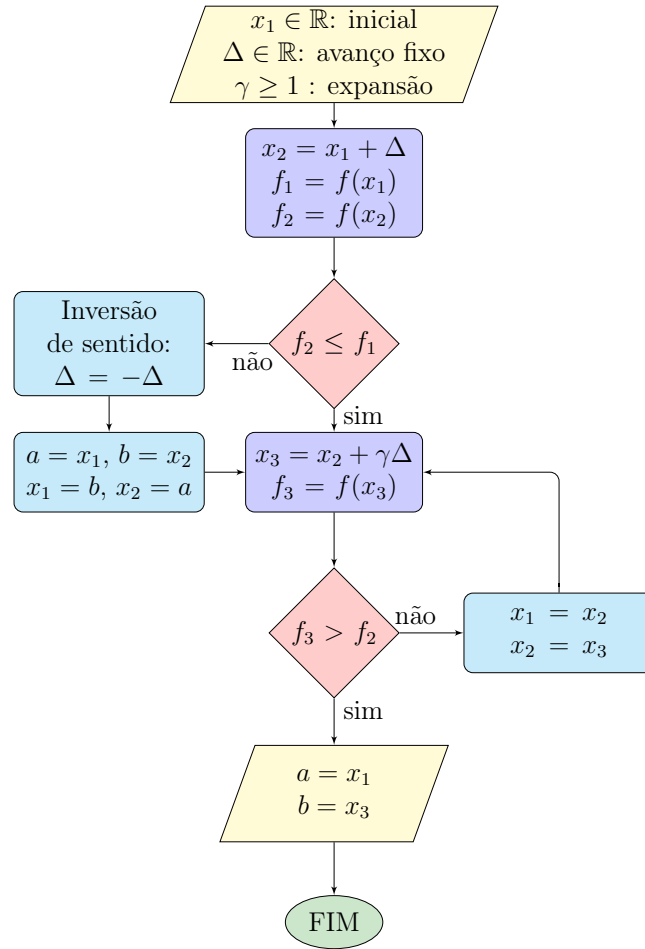 x₁ ∈ ℝ: inicial
Δ ∈ ℝ: avanço fixo
γ ≥ 1 : expansão
x₂ = x₁ + Δ
f₁ = f(x₁)
f₂ = f(x₂)
f₂ ≤ f₁
não
sim
Inversão
de sentido:
Δ = −Δ
a = x₁, b = x₂
x₁ = b, x₂ = a
x₃ = x₂ + γΔ
f₃ = f(x₃)
f₃ > f₂
não
sim
x₁ = x₂
x₂ = x₃
a = x₁
b = x₃
FIM